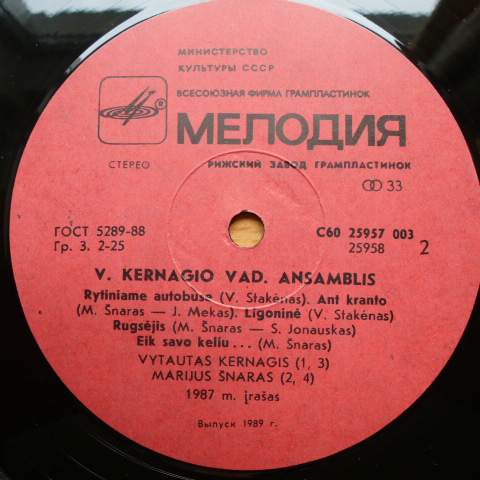 МИНИСТЕРСТВО
КУЛЬТУРЫ СССР
ВСЕСОЮЗНАЯ ФИРМА ГРАМПЛАСТИНОК
®
МЕЛОДИЯ
СТЕРЕО
РИЖСКИЙ ЗАВОД ГРАМПЛАСТИНОК
33
ГОСТ 5289-88
Гр. 3. 2-25
С60 25957 003
25958
2
V. KERNAGIO VAD. ANSAMBLIS
Rytiniame autobuse (V. Stakėnas). Ant kranto
(M. Šnaras — J. Mekas). Ligoninė (V. Stakėnas)
Rugsėjis (M. Šnaras — S. Jonauskas)
Eik savo keliu ... (M. Šnaras)
VYTAUTAS KERNAGIS (1, 3)
MARIJUS ŠNARAS (2, 4)
1987 m. įrašas
Выпуск 1989 г.